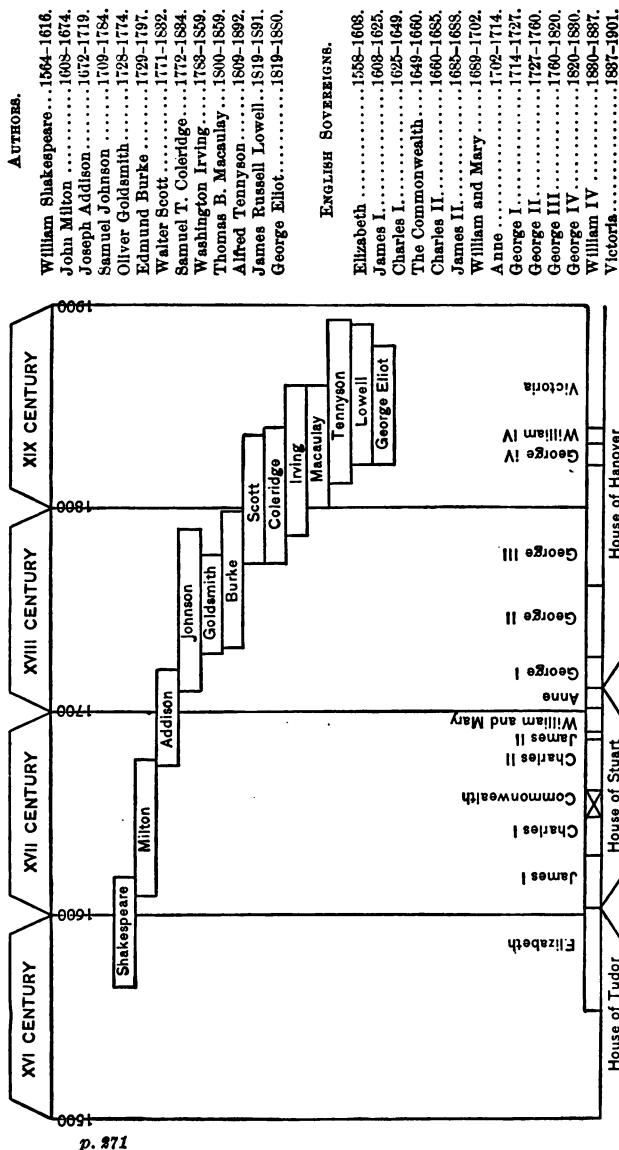 AUTHORS.
William Shakespeare...1564–1616.
John Milton..........1608–1674.
Joseph Addison.......1672–1719.
Samuel Johnson.......1709–1784.
Oliver Goldsmith.....1728–1774.
Edmund Burke.........1729–1797.
Walter Scott.........1771–1832.
Samuel T. Coleridge..1772–1834.
Washington Irving....1783–1859.
Thomas B. Macaulay...1800–1859.
Alfred Tennyson......1809–1892.
James Russell Lowell..1819–1891.
George Eliot.........1819–1880.
ENGLISH SOVEREIGNS.
Elizabeth............1558–1603.
James I..............1603–1625.
Charles I............1625–1649.
The Commonwealth.....1649–1660.
Charles II...........1660–1685.
James II.............1685–1688.
William and Mary.....1689–1702.
Anne.................1702–1714.
George I.............1714–1727.
George II............1727–1760.
George III...........1760–1820.
George IV............1820–1830.
William IV...........1830–1837.
Victoria.............1837–1901.
XVI CENTURY
XVII CENTURY
XVIII CENTURY
XIX CENTURY
1500
1600
1700
1800
1900
Shakespeare
Milton
Addison
Johnson
Goldsmith
Burke
Scott
Coleridge
Irving
Macaulay
Tennyson
Lowell
George Eliot
Elizabeth
James I
Charles I
Commonwealth
Charles II
James II
William and Mary
Anne
George I
George II
George III
George iV
William IV
Victoria
House of Tudor
House of Stuart
House of Hanover
p. 271